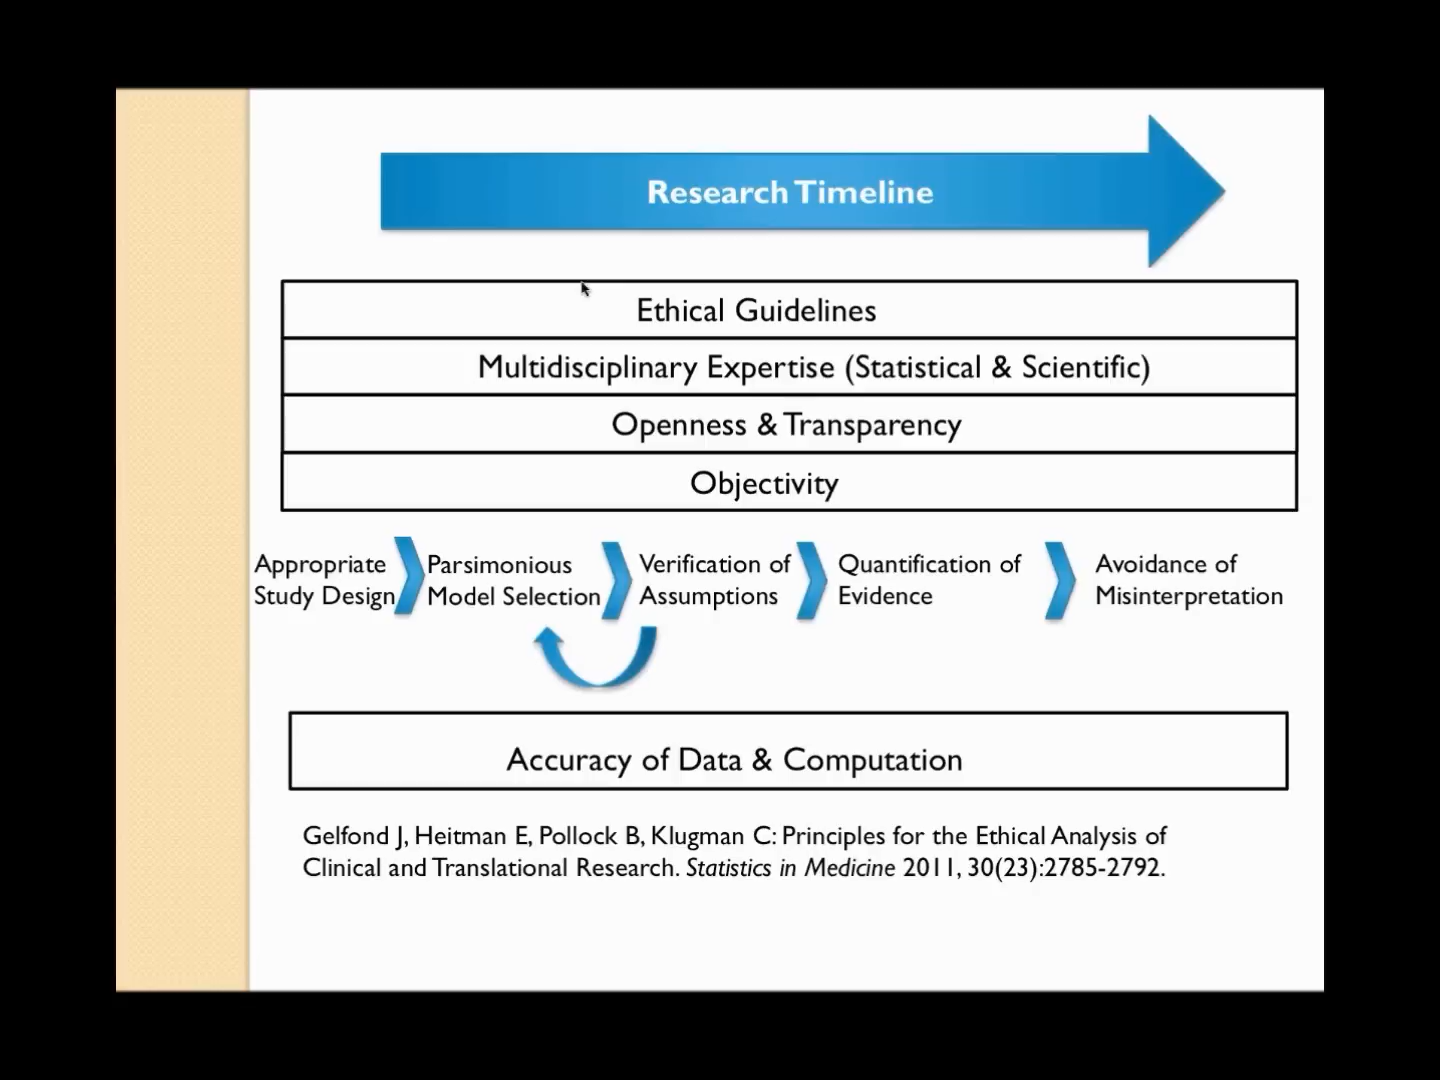 Research Timeline
Ethical Guidelines
Multidisciplinary Expertise (Statistical & Scientific)
Openness & Transparency
Objectivity
Appropriate
Study Design
Parsimonious
Model Selection
Verification of
Assumptions
Quantification of
Evidence
Avoidance of
Misinterpretation
Accuracy of Data & Computation
Gelfond J, Heitman E, Pollock B, Klugman C: Principles for the Ethical Analysis of
Clinical and Translational Research. Statistics in Medicine 2011, 30(23):2785-2792.